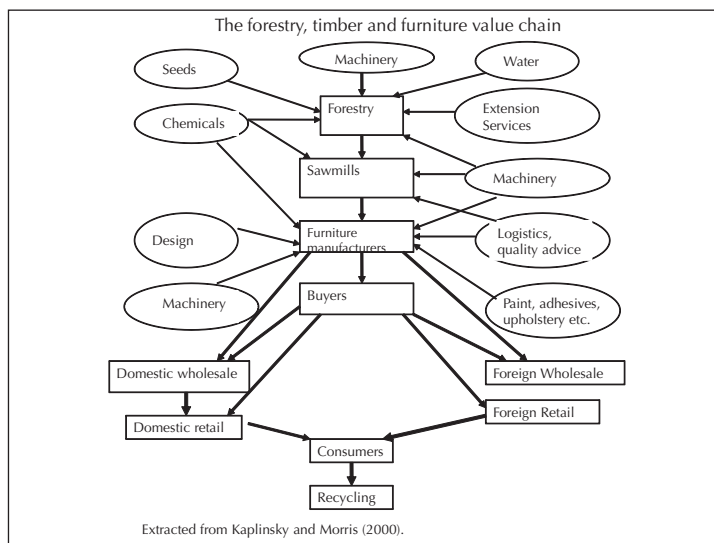 The forestry, timber and furniture value chain
Machinery
Water
Seeds
Forestry
Extension
Services
Chemicals
Sawmills
Machinery
Furniture
manufacturers
Design
Logistics,
quality advice
Buyers
Machinery
Paint, adhesives,
upholstery etc.
Domestic wholesale
Foreign Wholesale
Domestic retail
Foreign Retail
Consumers
Recycling
Extracted from Kaplinsky and Morris (2000).